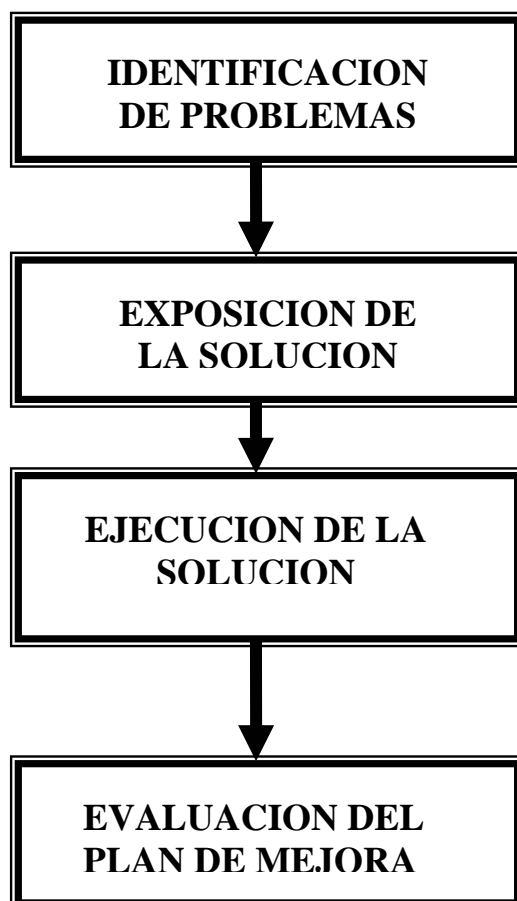 IDENTIFICACION
DE PROBLEMAS
EXPOSICION DE
LA SOLUCION
EJECUCION DE LA
SOLUCION
EVALUACION DEL
PLAN DE MEJORA